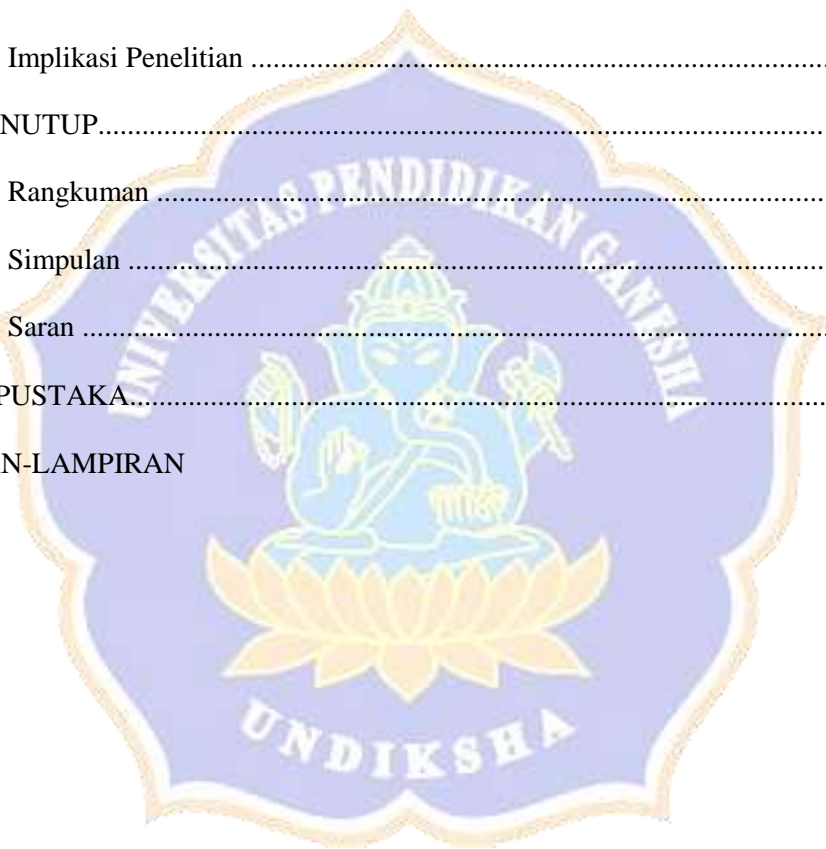 Implikasi Penelitian ........................................................................................
NUTUP.............................................................................................................
Rangkuman .....................................................................................................
Simpulan .........................................................................................................
Saran ...............................................................................................................
PUSTAKA........................................................................................................
N-LAMPIRAN
UNIVERSITAS PENDIDIKAN GANESHA
UNDIKSHA